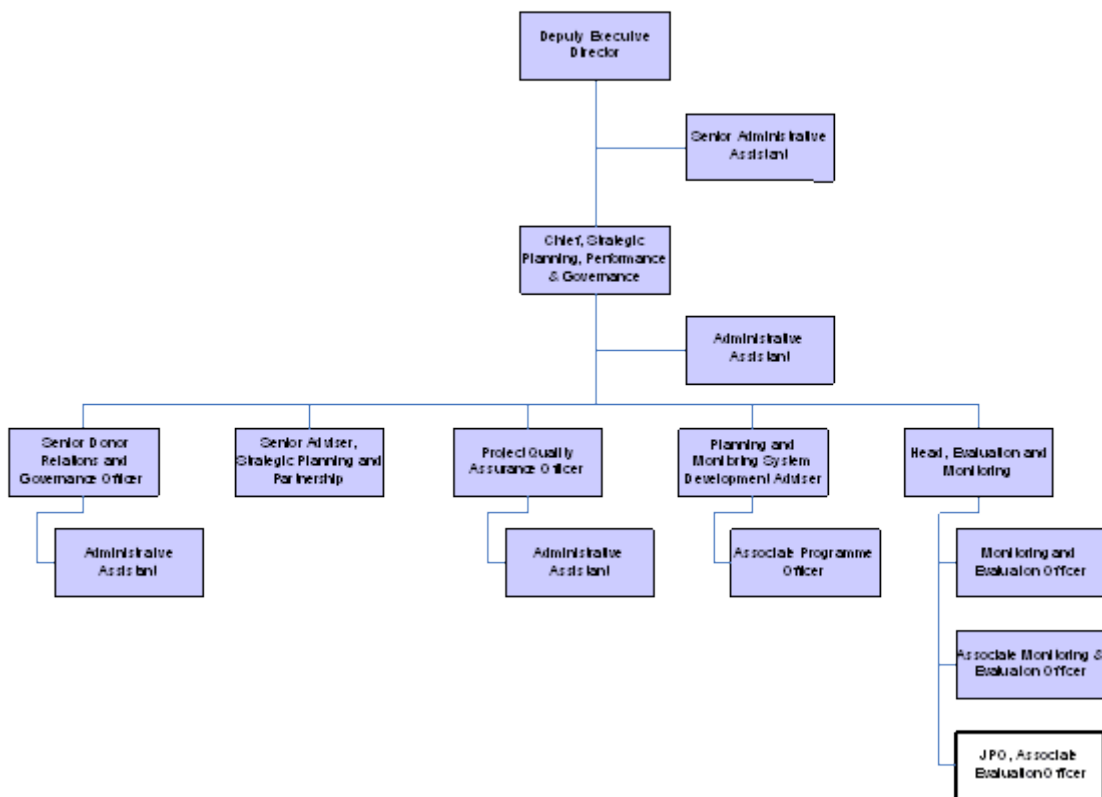 Deputy Executive
Director
Senior Administrative
Assistant
Chief, Strategic
Planning, Performance
& Governance
Administrative
Assistant
Senior Donor
Relations and
Governance Officer
Senior Adviser,
Strategic Planning and
Partnership
Project Quality
Assurance Officer
Planning and
Monitoring System
Development Adviser
Head, Evaluation and
Monitoring
Administrative
Assistant
Administrative
Assistant
Associate Programme
Officer
Monitoring and
Evaluation Officer
Associate Monitoring &
Evaluation Officer
JPO, Associate
Evaluation Officer